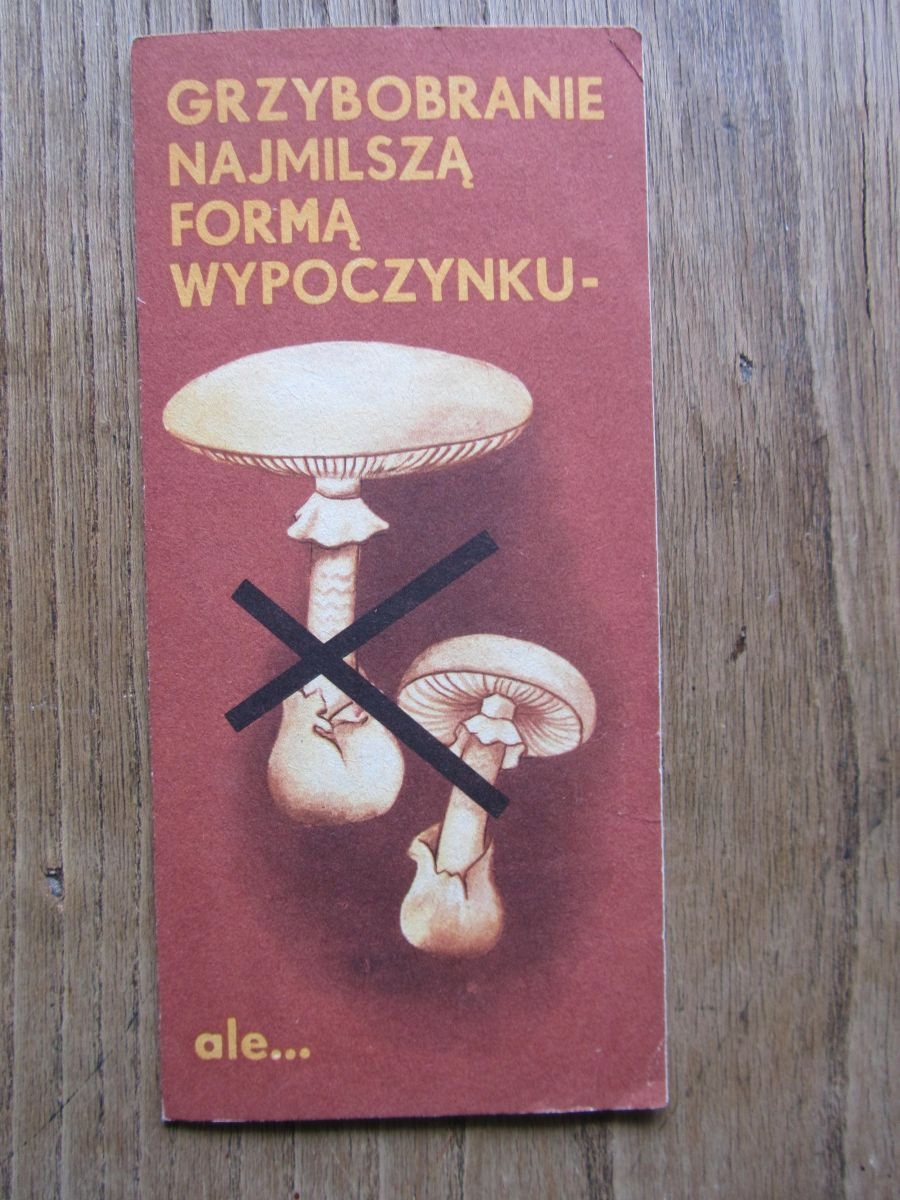 GRZYBOBRANIE
NAJMILSZĄ
FORMĄ
WYPOCZYNKU-
ale...